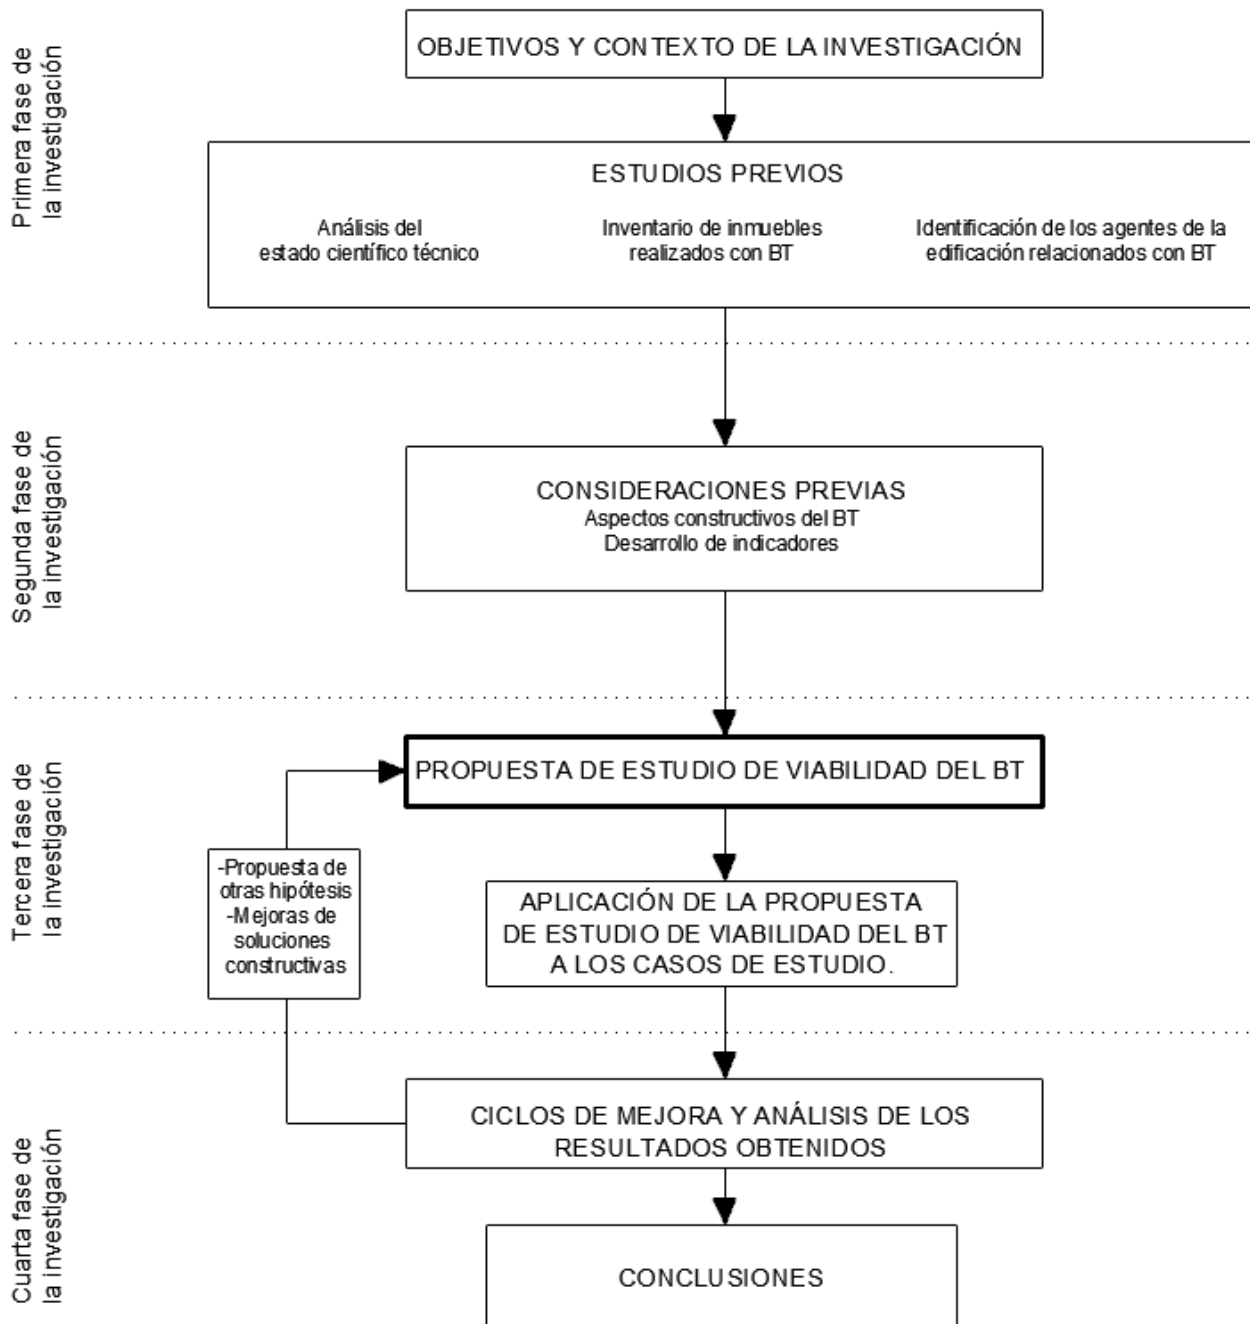 Primera fase de
la investigación
OBJETIVOS Y CONTEXTO DE LA INVESTIGACIÓN
ESTUDIOS PREVIOS
Análisis del
estado científico técnico
Inventario de inmuebles
realizados con BT
Identificación de los agentes de la
edificación relacionados con BT
Segunda fase de
la investigación
CONSIDERACIONES PREVIAS
Aspectos constructivos del BT
Desarrollo de indicadores
Tercera fase de
la investigación
PROPUESTA DE ESTUDIO DE VIABILIDAD DEL BT
-Propuesta de
otras hipótesis
-Mejoras de
soluciones
constructivas
APLICACIÓN DE LA PROPUESTA
DE ESTUDIO DE VIABILIDAD DEL BT
A LOS CASOS DE ESTUDIO.
Cuarta fase de
la investigación
CICLOS DE MEJORA Y ANÁLISIS DE LOS
RESULTADOS OBTENIDOS
CONCLUSIONES